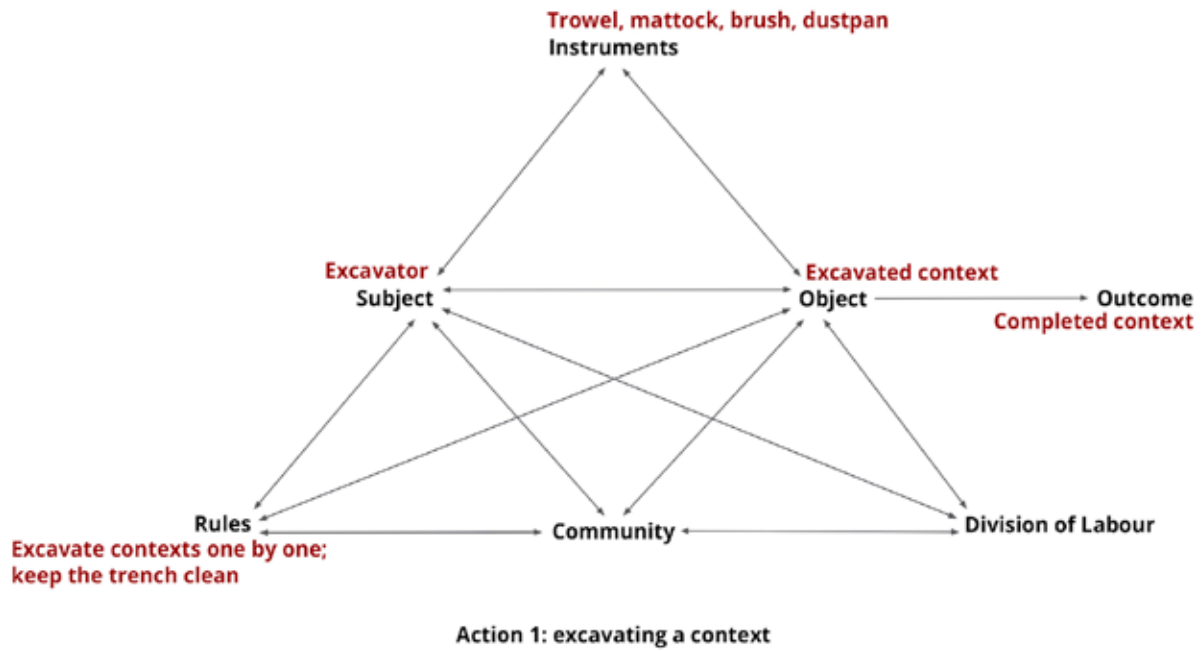 Trowel, mattock, brush, dustpan
Instruments
Excavator
Subject
Excavated context
Object
Outcome
Completed context
Rules
Excavate contexts one by one;
keep the trench clean
Community
Division of Labour
Action 1: excavating a context